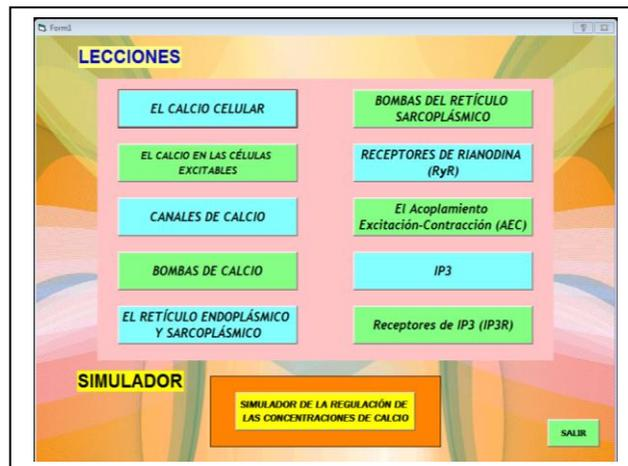 Form1
LECCIONES
EL CALCIO CELULAR
EL CALCIO EN LAS CÉLULAS
EXCITABLES
CANALES DE CALCIO
BOMBAS DE CALCIO
EL RETÍCULO ENDOPLÁSMICO
Y SARCOPLÁSMICO
BOMBAS DEL RETÍCULO
SARCOPLÁSMICO
RECEPTORES DE RIANODINA
(RyR)
El Acoplamiento
Excitación-Contracción (AEC)
IP3
Receptores de IP3 (IP3R)
SIMULADOR
SIMULADOR DE LA REGULACIÓN DE
LAS CONCENTRACIONES DE CALCIO
SALIR